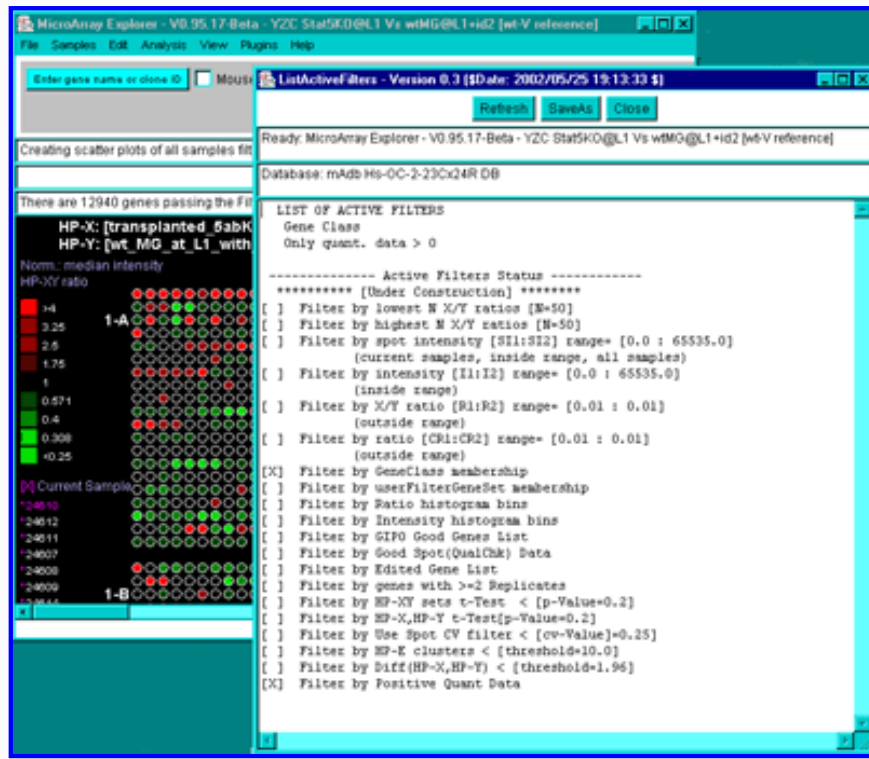 MicroArray Explorer - V0.95.17-Beta - YZC Stat5KO@L1 Vs wtMG@L1+id2 [wt-V reference]
File Samples Edit Analysis View Plugins Help
Enter gene name or clone ID
Mouse
Creating scatter plots of all samples filt
There are 12940 genes passing the Fil
HP-X: [transplanted_5abK
HP-Y: [wt_MG_at_L1_with
Norm.: median intensity
HP-XY ratio
>4
3.25
2.5
1.75
1
0.571
0.4
0.308
<0.25
1-A
[X] Current Sample
*24610
*24612
*24611
*24607
*24608
*24609
1-B
ListActiveFilters - Version 0.3 ($Date: 2002/05/25 19:13:33 $)
Refresh SaveAs Close
Ready: MicroArray Explorer - V0.95.17-Beta - YZC Stat5KO@L1 Vs wtMG@L1+id2 [wt-V reference]
Database: mAdb Hs-OC-2-23Cx24R DB
LIST OF ACTIVE FILTERS
Gene Class
Only quant. data > 0
-------------- Active Filters Status ------------
********** [Under Construction] ********
[ ] Filter by lowest N X/Y ratios [N=50]
[ ] Filter by highest N X/Y ratios [N=50]
[ ] Filter by spot intensity [SI1:SI2] range= [0.0 : 65535.0]
(current samples, inside range, all samples)
[ ] Filter by intensity [I1:I2] range= [0.0 : 65535.0]
(inside range)
[ ] Filter by X/Y ratio [R1:R2] range= [0.01 : 0.01]
(outside range)
[ ] Filter by ratio [CR1:CR2] range= [0.01 : 0.01]
(outside range)
[X] Filter by GeneClass membership
[ ] Filter by userFilterGeneSet membership
[ ] Filter by Ratio histogram bins
[ ] Filter by Intensity histogram bins
[ ] Filter by GIPO Good Genes List
[ ] Filter by Good Spot(QualChk) Data
[ ] Filter by Edited Gene List
[ ] Filter by genes with >=2 Replicates
[ ] Filter by HP-XY sets t-Test < [p-Value=0.2]
[ ] Filter by HP-X,HP-Y t-Test[p-Value=0.2]
[ ] Filter by Use Spot CV filter < [cv-Value]=0.25]
[ ] Filter by HP-E clusters < [threshold=10.0]
[ ] Filter by Diff(HP-X,HP-Y) < [threshold=1.96]
[X] Filter by Positive Quant Data